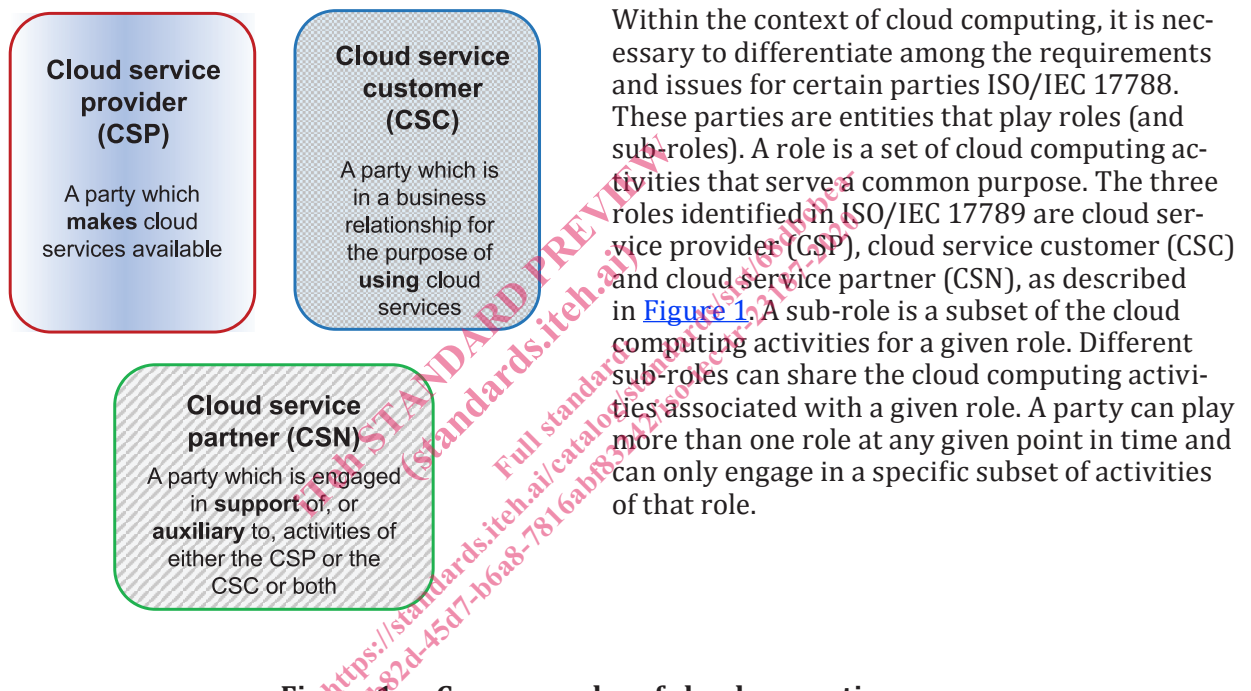 Cloud service
provider
(CSP)
A party which
makes cloud
services available
Cloud service
customer
(CSC)
A party which is
in a business
relationship for
the purpose of
using cloud
services
Cloud service
partner (CSN)
A party which is engaged
in support of, or
auxiliary to, activities of
either the CSP or the
CSC or both
Within the context of cloud computing, it is nec-
essary to differentiate among the requirements
and issues for certain parties ISO/IEC 17788.
These parties are entities that play roles (and
sub-roles). A role is a set of cloud computing ac-
tivities that serve a common purpose. The three
roles identified in ISO/IEC 17789 are cloud ser-
vice provider (CSP), cloud service customer (CSC)
and cloud service partner (CSN), as described
in Figure 1. A sub-role is a subset of the cloud
computing activities for a given role. Different
sub-roles can share the cloud computing activi-
ties associated with a given role. A party can play
more than one role at any given point in time and
can only engage in a specific subset of activities
of that role.
iTeh STANDARD PREVIEW
(standards.iteh.ai)
Full standard: